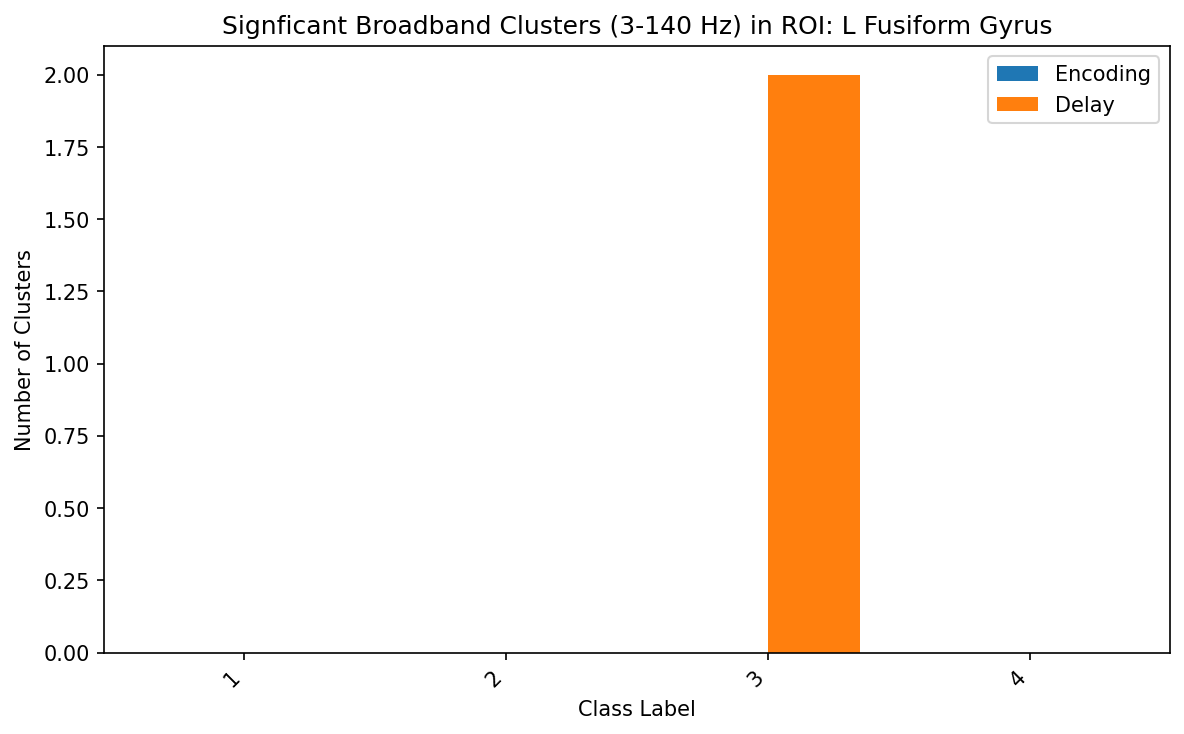 Signficant Broadband Clusters (3-140 Hz) in ROI: L Fusiform Gyrus
Encoding
Delay
2.00
1.75
1.50
1.25
1.00
0.75
0.50
0.25
0.00
Number of Clusters
1
2
3
4
Class Label